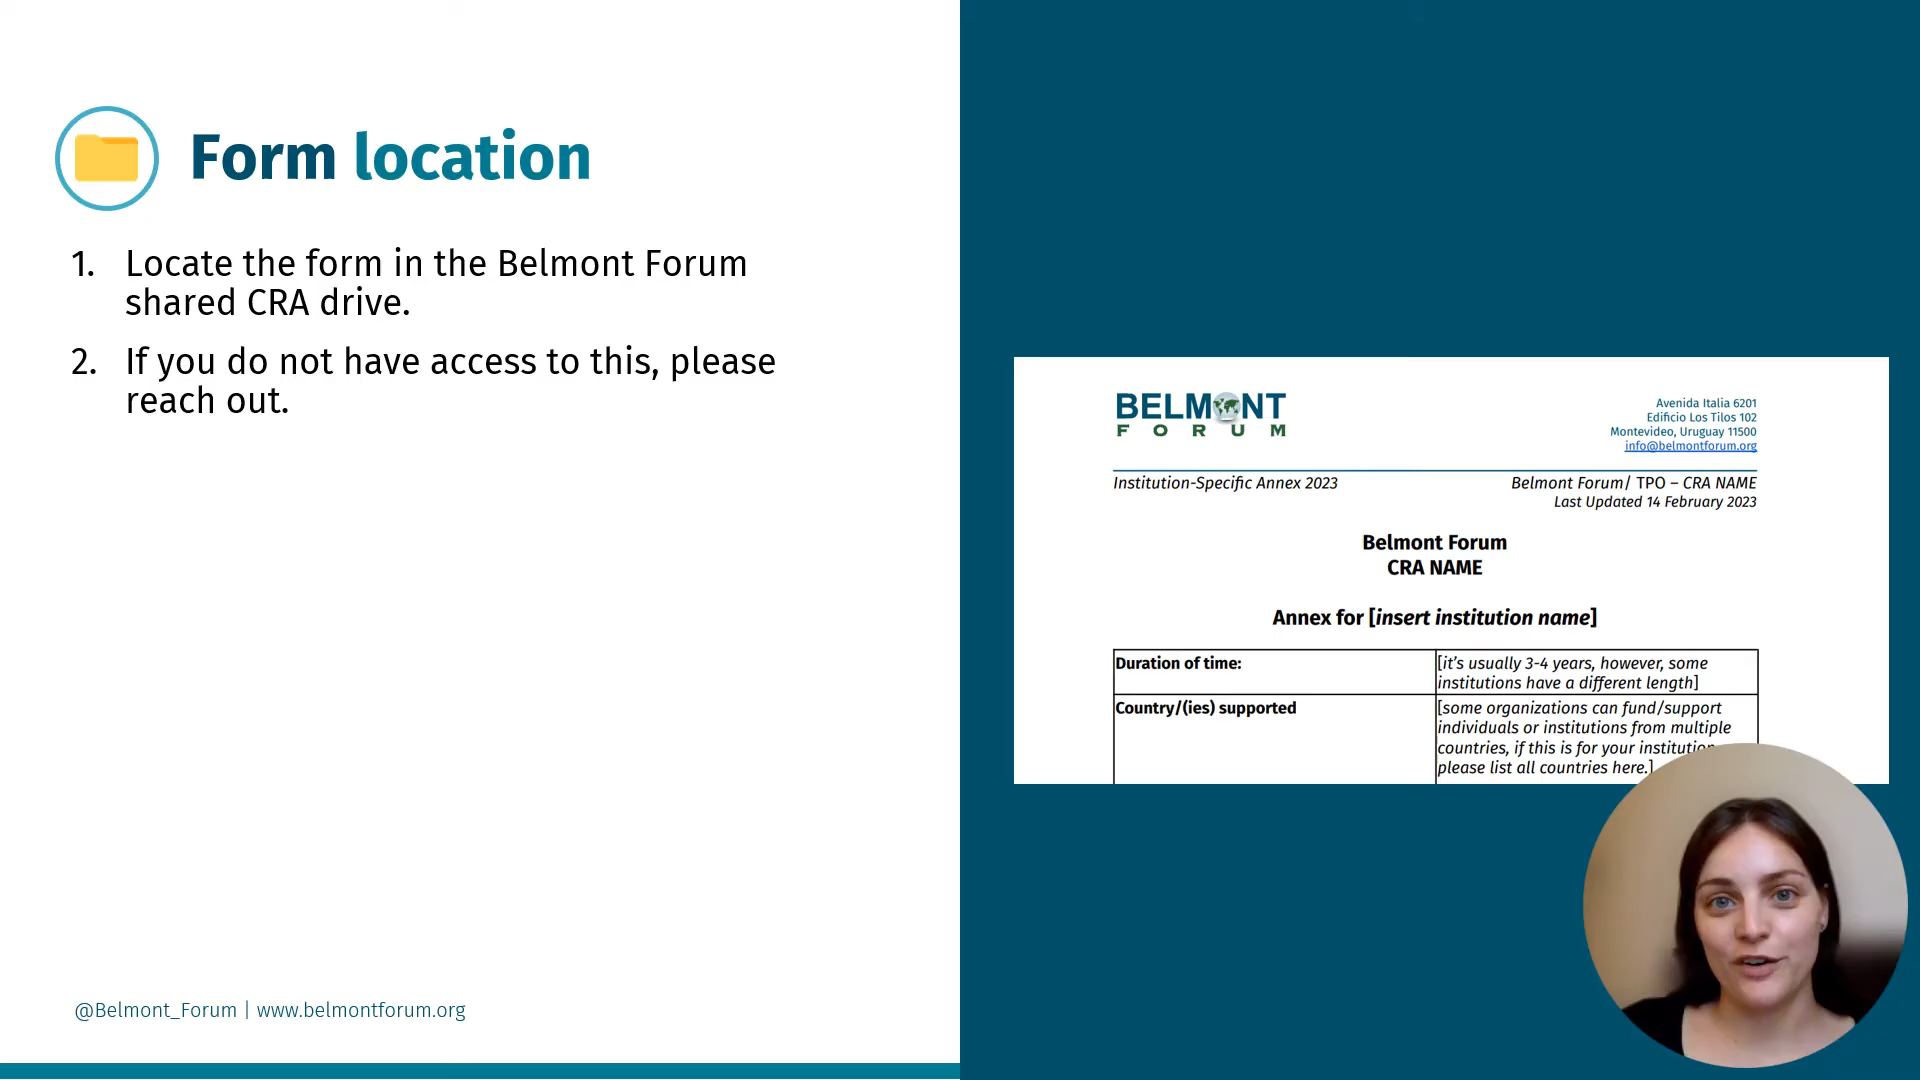 Form location
1. Locate the form in the Belmont Forum
shared CRA drive.
2. If you do not have access to this, please
reach out.
@Belmont_Forum | www.belmontforum.org
BELMONT
FORUM
Avenida Italia 6201
Edificio Los Tilos 102
Montevideo, Uruguay 11500
info@belmontforum.org
Institution-Specific Annex 2023
Belmont Forum/ TPO – CRA NAME
Last Updated 14 February 2023
Belmont Forum
CRA NAME
Annex for [insert institution name]
Duration of time:
[it's usually 3-4 years, however, some
institutions have a different length]
Country/(ies) supported
[some organizations can fund/support
individuals or institutions from multiple
countries, if this is for your institution
please list all countries here.]